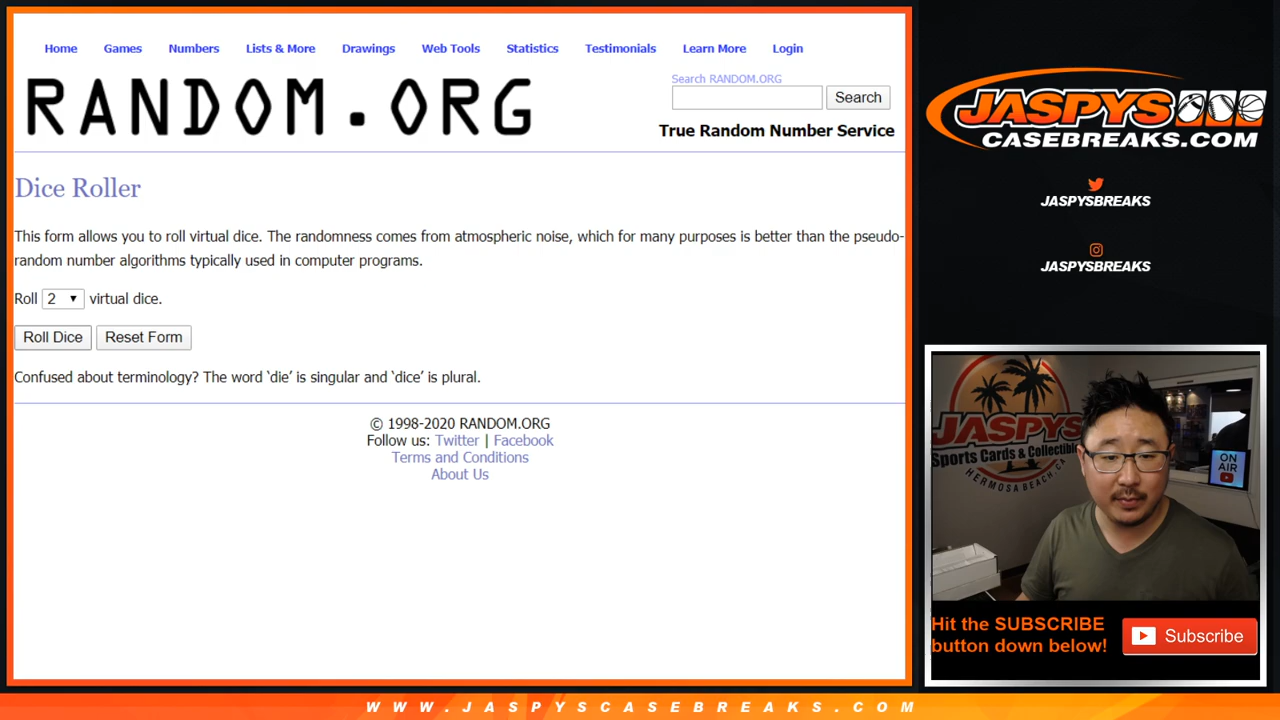 Home Games Numbers Lists & More Drawings Web Tools Statistics Testimonials Learn More Login
RANDOM.ORG
Search RANDOM.ORG
Search
True Random Number Service
Dice Roller
This form allows you to roll virtual dice. The randomness comes from atmospheric noise, which for many purposes is better than the pseudo-
random number algorithms typically used in computer programs.
Roll 2 virtual dice.
Roll Dice Reset Form
Confused about terminology? The word ‘die’ is singular and ‘dice’ is plural.
© 1998-2020 RANDOM.ORG
Follow us: Twitter | Facebook
Terms and Conditions
About Us
JASPYS
CASEBREAKS.COM
JASPYSBREAKS
JASPYSBREAKS
JASPYS
Sports Cards & Collectibles
HERMOSA BEACH, CA
ON
AIR
Hit the SUBSCRIBE
button down below!
Subscribe
WWW.JASPYSCASEBREAKS.COM